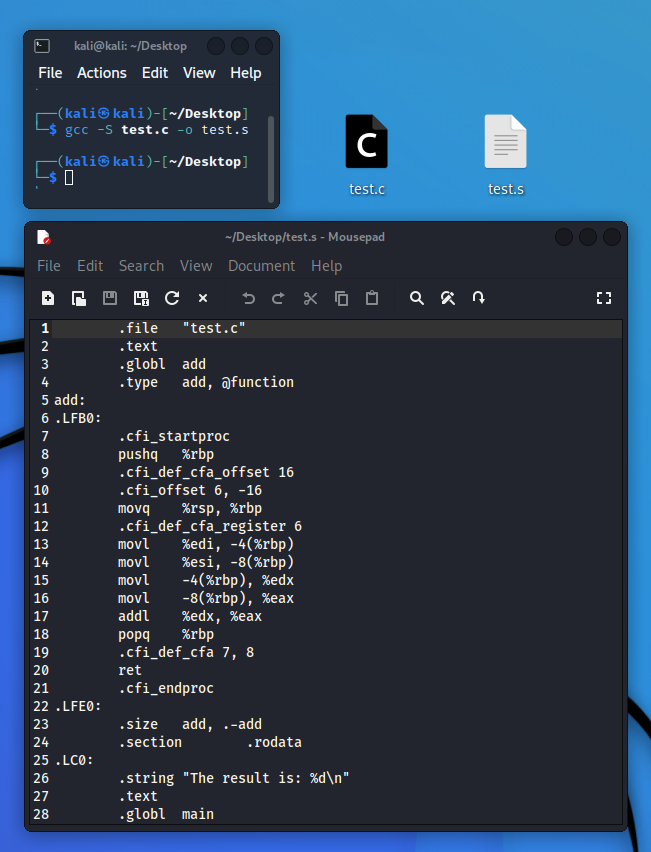 kali@kali: ~/Desktop
File Actions Edit View Help
┌──(kali㉿kali)-[~/Desktop]
└─$ gcc -S test.c -o test.s
┌──(kali㉿kali)-[~/Desktop]
└─$
C
test.c
test.s
~/Desktop/test.s - Mousepad
File Edit Search View Document Help
1 .file "test.c"
2 .text
3 .globl add
4 .type add, @function
5 add:
6 .LFB0:
7 .cfi_startproc
8 pushq %rbp
9 .cfi_def_cfa_offset 16
10 .cfi_offset 6, -16
11 movq %rsp, %rbp
12 .cfi_def_cfa_register 6
13 movl %edi, -4(%rbp)
14 movl %esi, -8(%rbp)
15 movl -4(%rbp), %edx
16 movl -8(%rbp), %eax
17 addl %edx, %eax
18 popq %rbp
19 .cfi_def_cfa 7, 8
20 ret
21 .cfi_endproc
22 .LFE0:
23 .size add, .-add
24 .section .rodata
25 .LC0:
26 .string "The result is: %d\n"
27 .text
28 .globl main